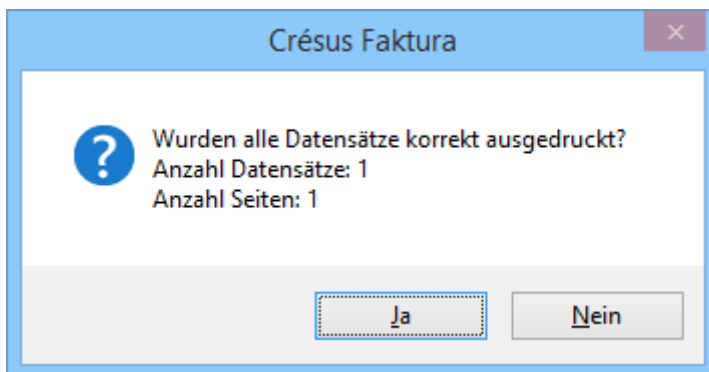 Crésus Faktura
Wurden alle Datensätze korrekt ausgedruckt?
Anzahl Datensätze: 1
Anzahl Seiten: 1
Ja
Nein